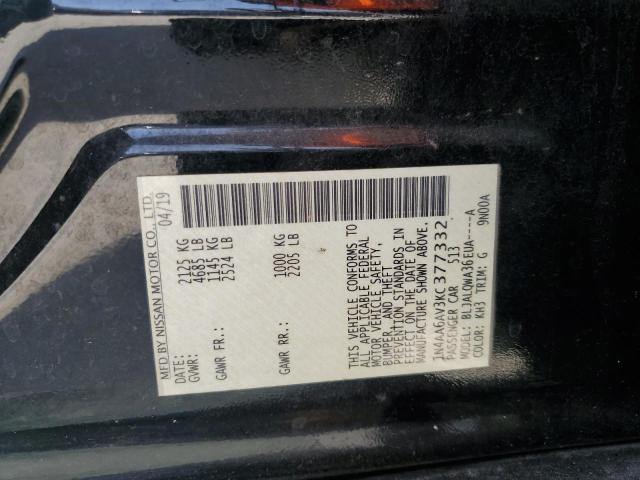 MFD BY NISSAN MOTOR CO., LTD.
04/19
GVWR: 2125 KG
4685 LB
GAWR FR.: 1145 KG
2524 LB
GAWR RR.: 1000 KG
2205 LB
THIS VEHICLE CONFORMS TO
ALL APPLICABLE FEDERAL
MOTOR VEHICLE SAFETY,
BUMPER, AND THEFT
PREVENTION STANDARDS IN
EFFECT ON THE DATE OF
MANUFACTURE SHOWN ABOVE.
1N4AA6AV3KC377332
PASSENGER CAR 513
MODEL: BLJALQWA36EUA-----A
COLOR: KH3 TRIM: G 9N00A